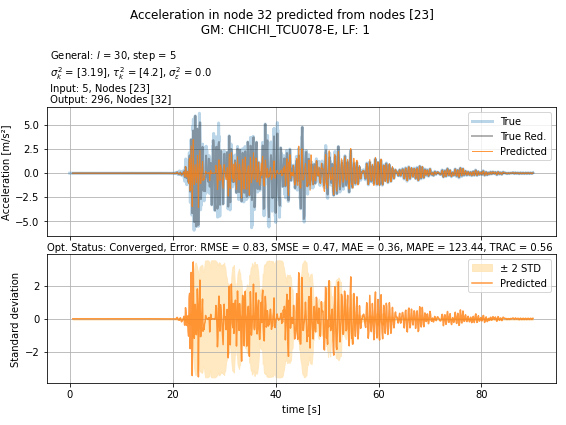 Acceleration in node 32 predicted from nodes [23]
GM: CHICHI_TCU078-E, LF: 1
General: l = 30, step = 5
σ²ₖ = [3.19], τ²ₖ = [4.2], σ²ε = 0.0
Input: 5, Nodes [23]
Output: 296, Nodes [32]
Acceleration [m/s²]
5.0
2.5
0.0
−2.5
−5.0
True
True Red.
Predicted
Opt. Status: Converged, Error: RMSE = 0.83, SMSE = 0.47, MAE = 0.36, MAPE = 123.44, TRAC = 0.56
Standard deviation
2
0
−2
± 2 STD
Predicted
0
20
40
60
80
time [s]